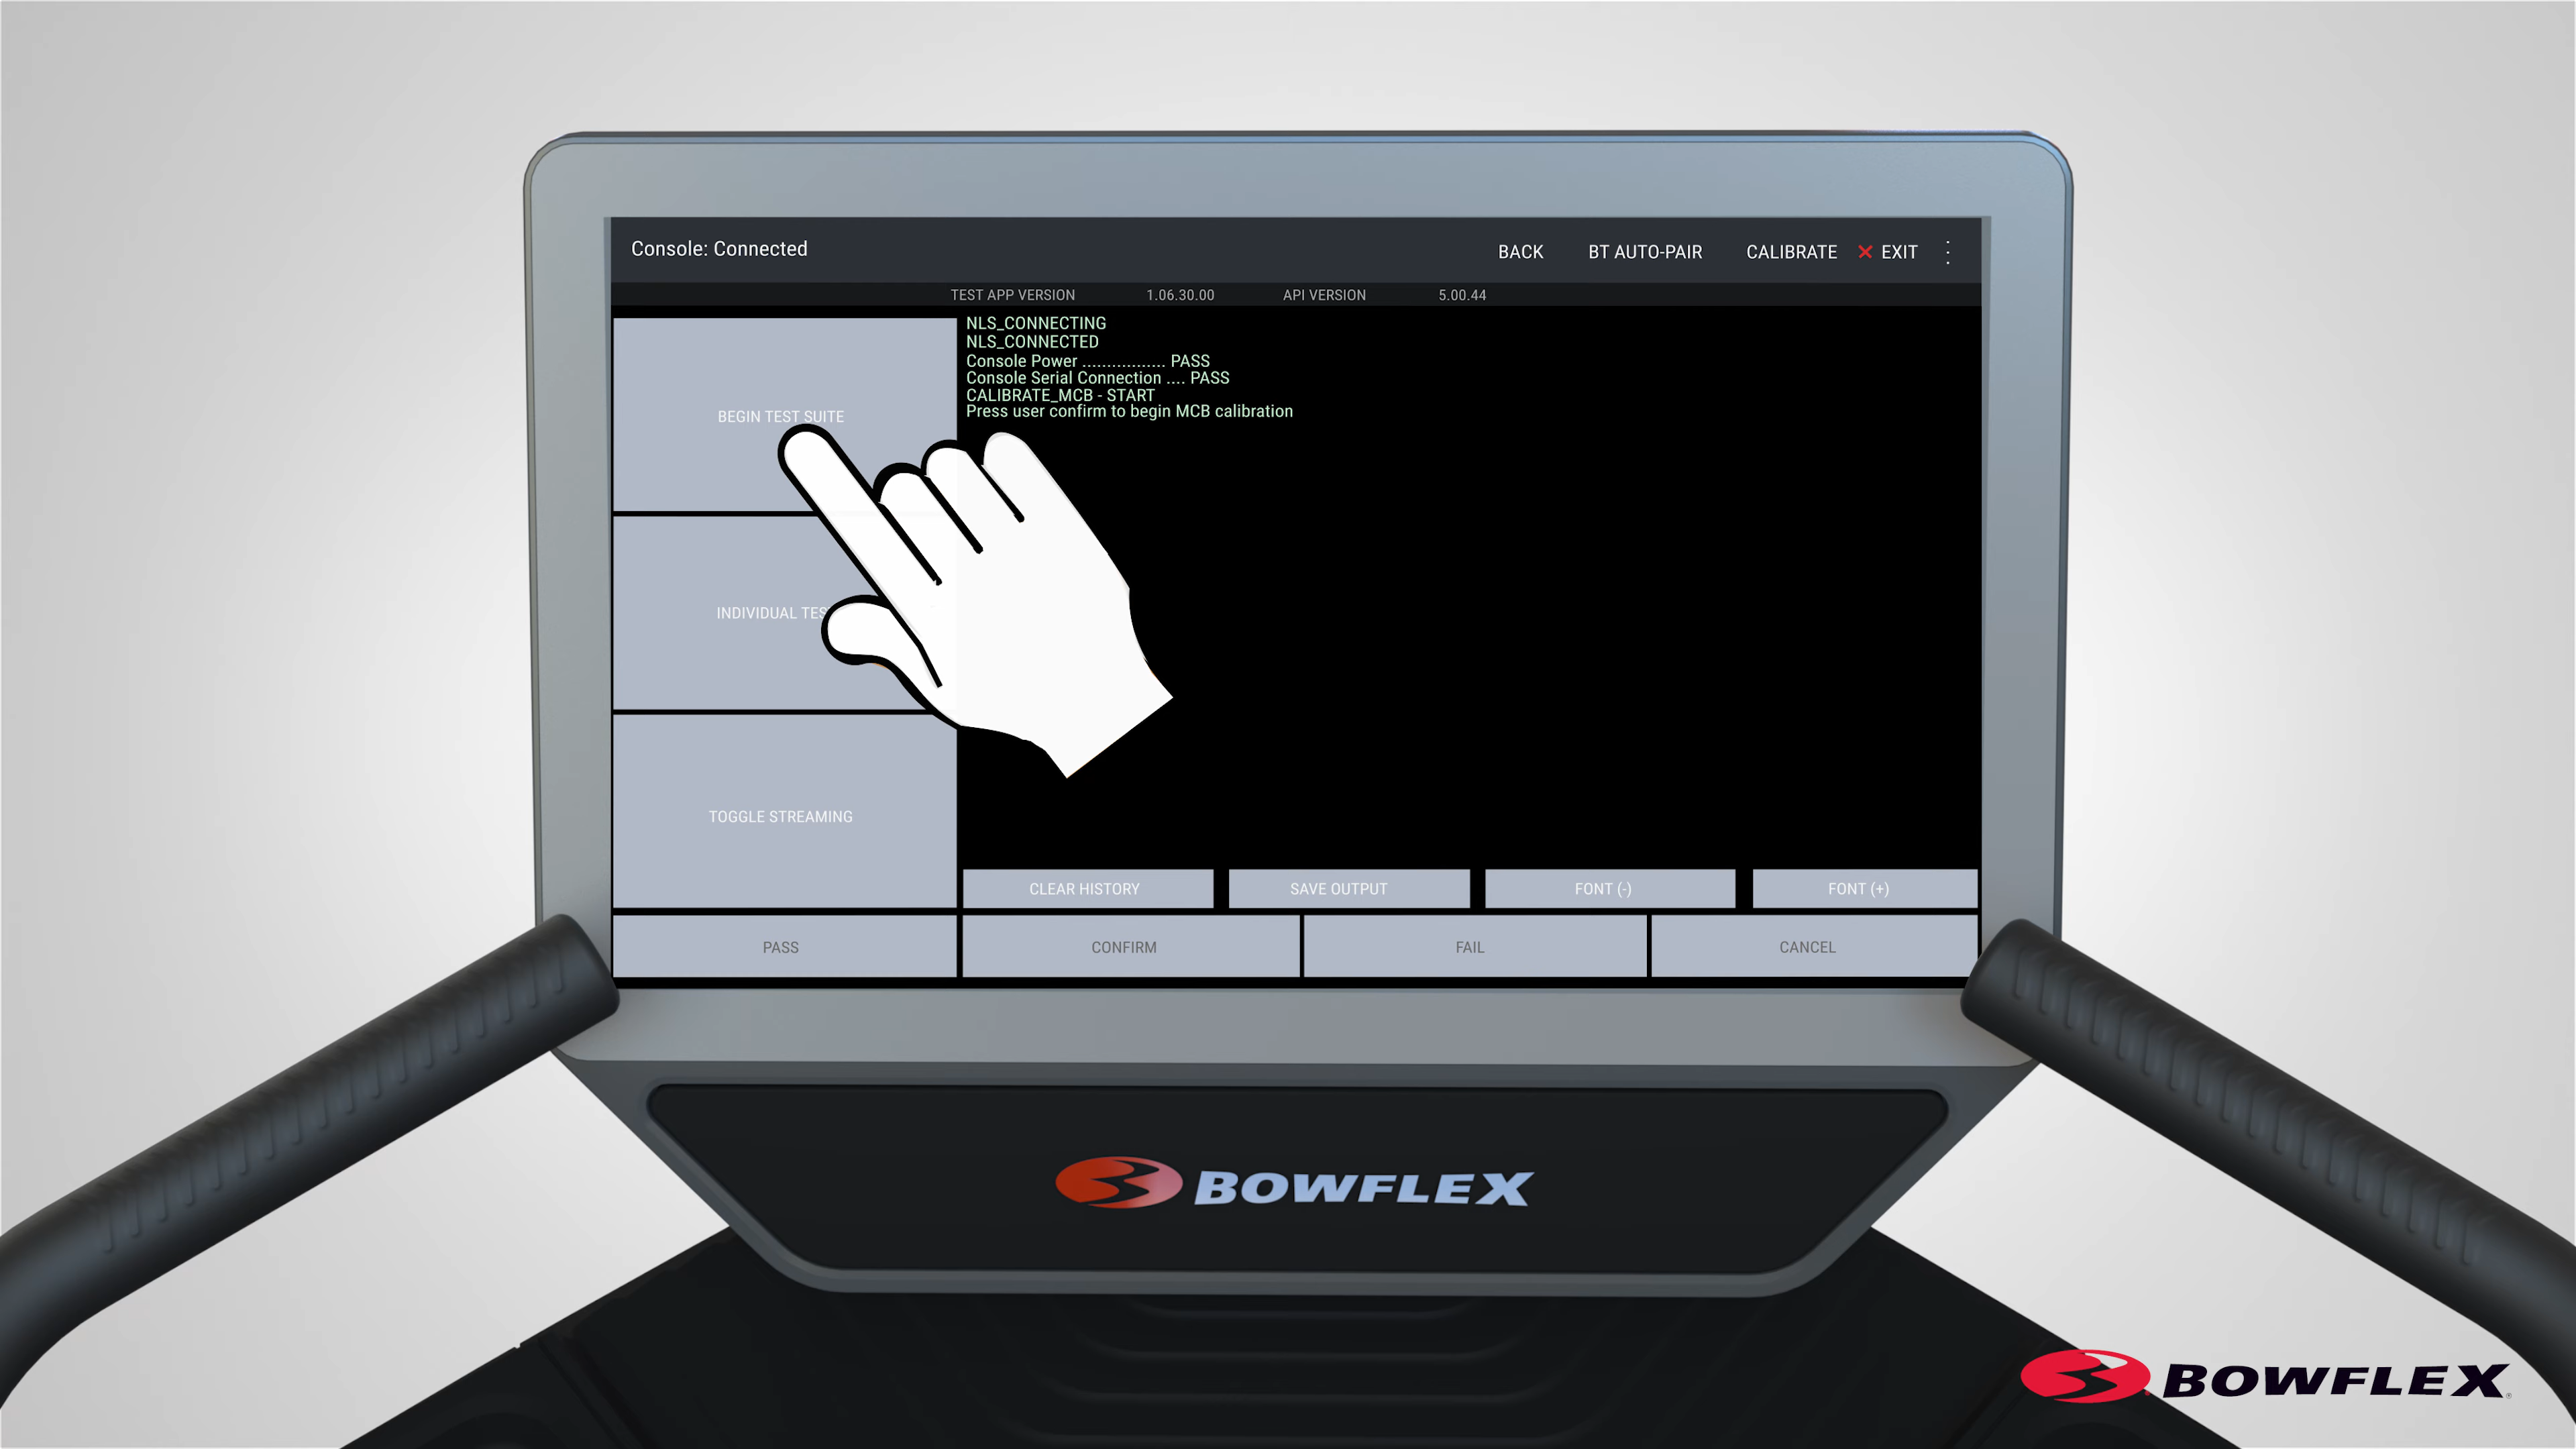 Console: Connected
BACK
BT AUTO-PAIR
CALIBRATE
EXIT
TEST APP VERSION 1.06.30.00 API VERSION 5.00.44
NLS_CONNECTING
NLS_CONNECTED
Console Power ................. PASS
Console Serial Connection .... PASS
CALIBRATE_MCB - START
Press user confirm to begin MCB calibration
BEGIN TEST SUITE
INDIVIDUAL
TOGGLE STREAMING
CLEAR HISTORY
SAVE OUTPUT
FONT (-)
FONT (+)
PASS
CONFIRM
FAIL
CANCEL
BOWFLEX
BOWFLEX®